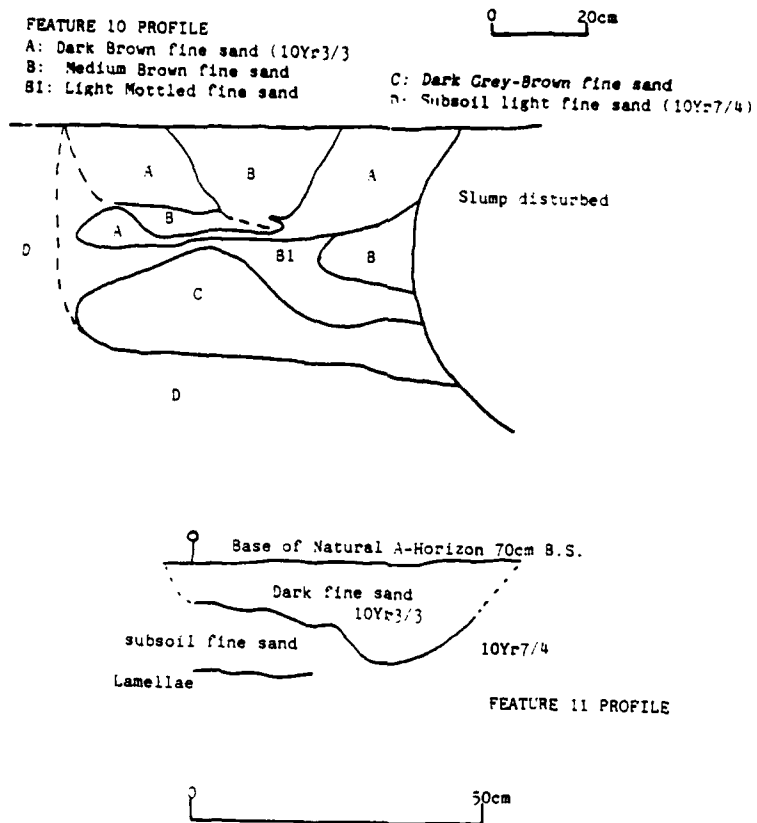 0 20cm
FEATURE 10 PROFILE
A: Dark Brown fine sand (10Yr3/3
B: Medium Brown fine sand
B1: Light Mottled fine sand
C: Dark Grey-Brown fine sand
D: Subsoil light fine sand (10Yr7/4)
A B A
Slump disturbed
B
A
D B1 B
C
D
Base of Natural A-Horizon 70cm B.S.
Dark fine sand
10Yr3/3
subsoil fine sand
10Yr7/4
Lamellae
FEATURE 11 PROFILE
0 50cm